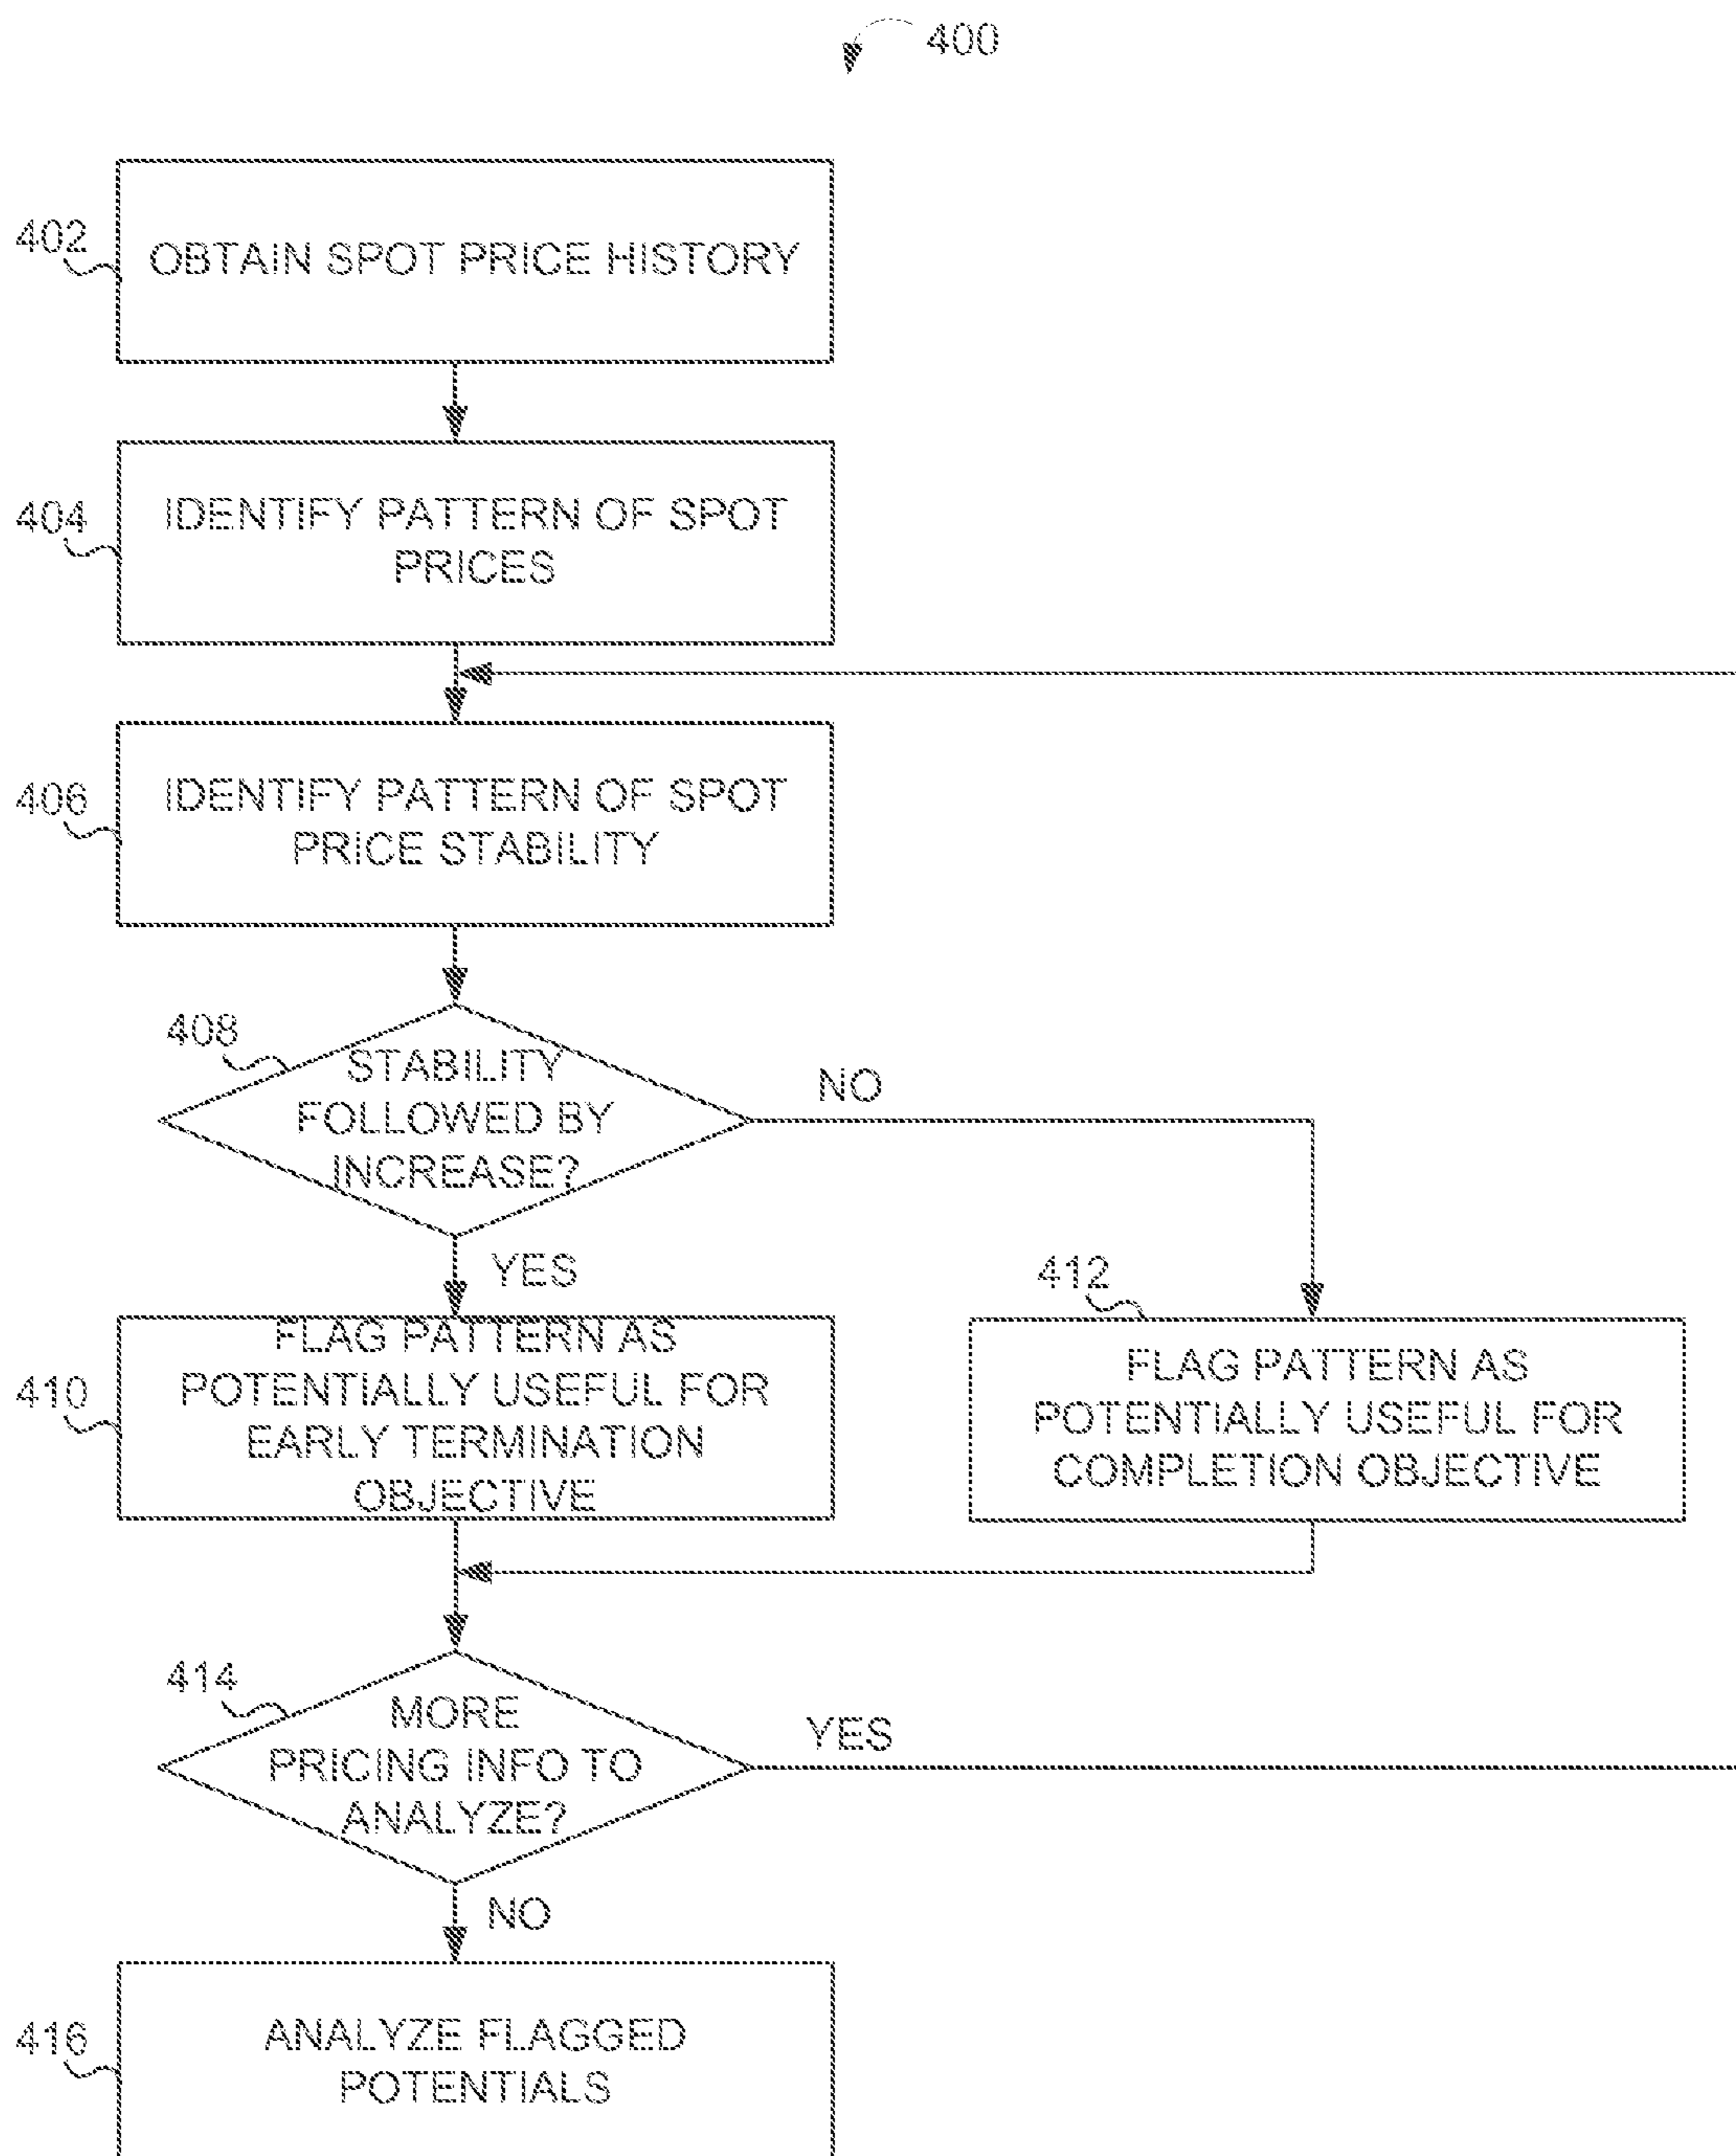 400
402
OBTAIN SPOT PRICE HISTORY
404
IDENTIFY PATTERN OF SPOT
PRICES
406
IDENTIFY PATTERN OF SPOT
PRICE STABILITY
408
STABILITY
FOLLOWED BY
INCREASE?
NO
YES
410
FLAG PATTERN AS
POTENTIALLY USEFUL FOR
EARLY TERMINATION
OBJECTIVE
412
FLAG PATTERN AS
POTENTIALLY USEFUL FOR
COMPLETION OBJECTIVE
414
MORE
PRICING INFO TO
ANALYZE?
YES
NO
416
ANALYZE FLAGGED
POTENTIALS